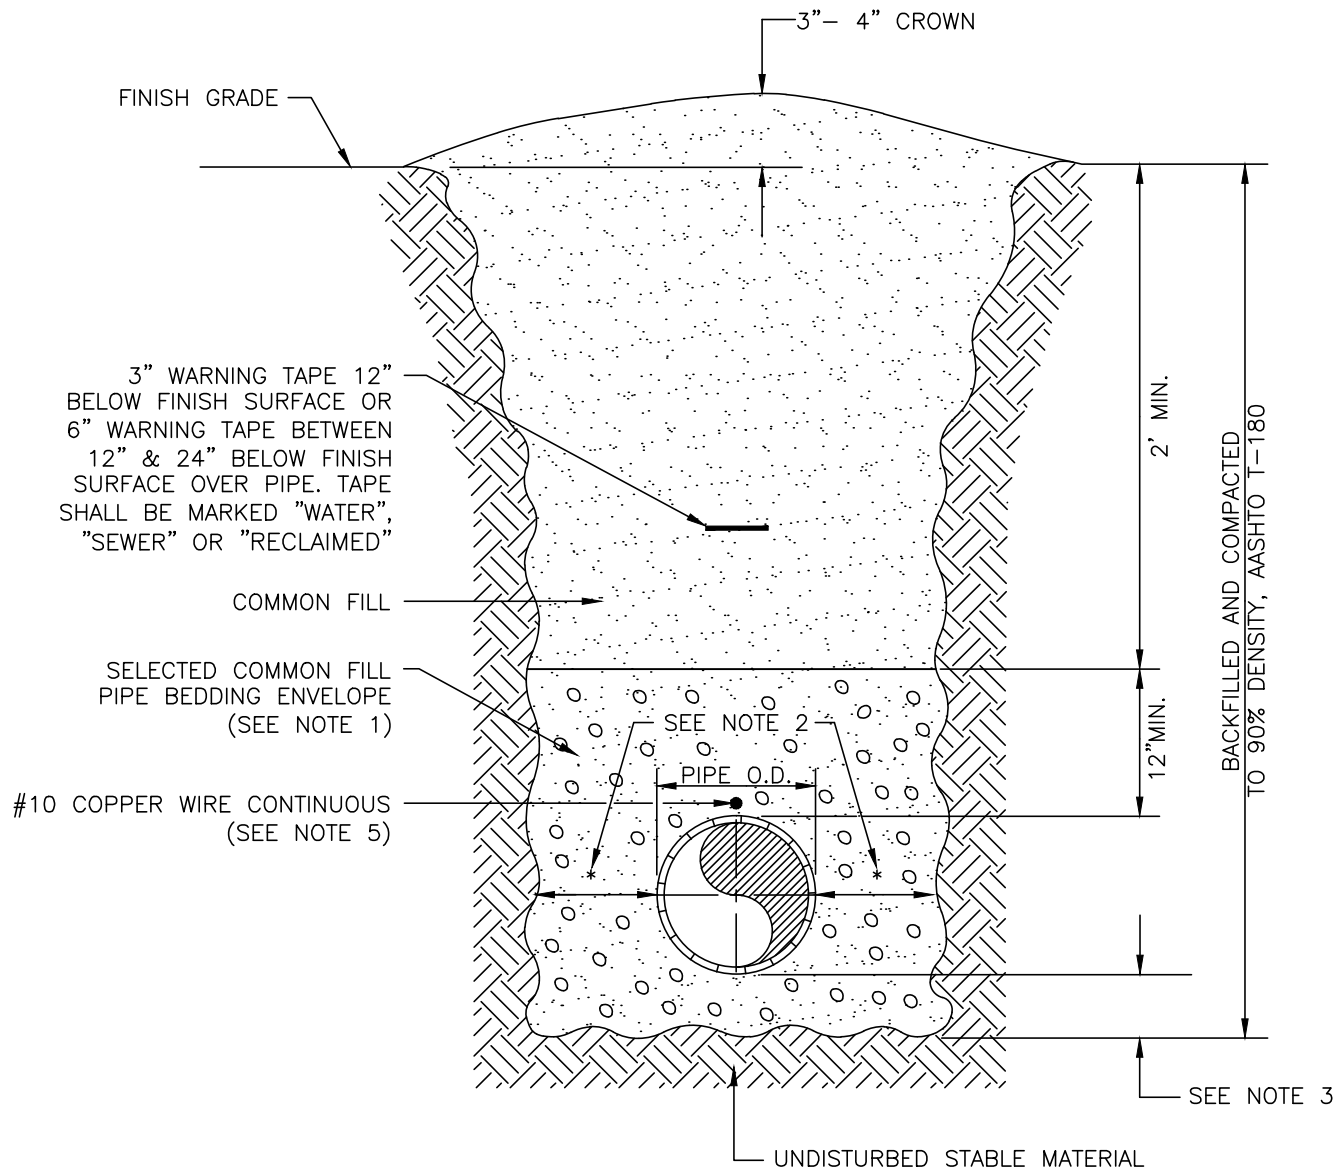 3”– 4” CROWN
FINISH GRADE
3” WARNING TAPE 12”
BELOW FINISH SURFACE OR
6” WARNING TAPE BETWEEN
12” & 24” BELOW FINISH
SURFACE OVER PIPE. TAPE
SHALL BE MARKED ”WATER”,
”SEWER” OR ”RECLAIMED”
COMMON FILL
SELECTED COMMON FILL
PIPE BEDDING ENVELOPE
(SEE NOTE 1)
SEE NOTE 2
PIPE O.D.
#10 COPPER WIRE CONTINUOUS
(SEE NOTE 5)
*
*
2’ MIN.
12”MIN.
BACKFILLED AND COMPACTED
TO 90% DENSITY, AASHTO T–180
SEE NOTE 3
UNDISTURBED STABLE MATERIAL